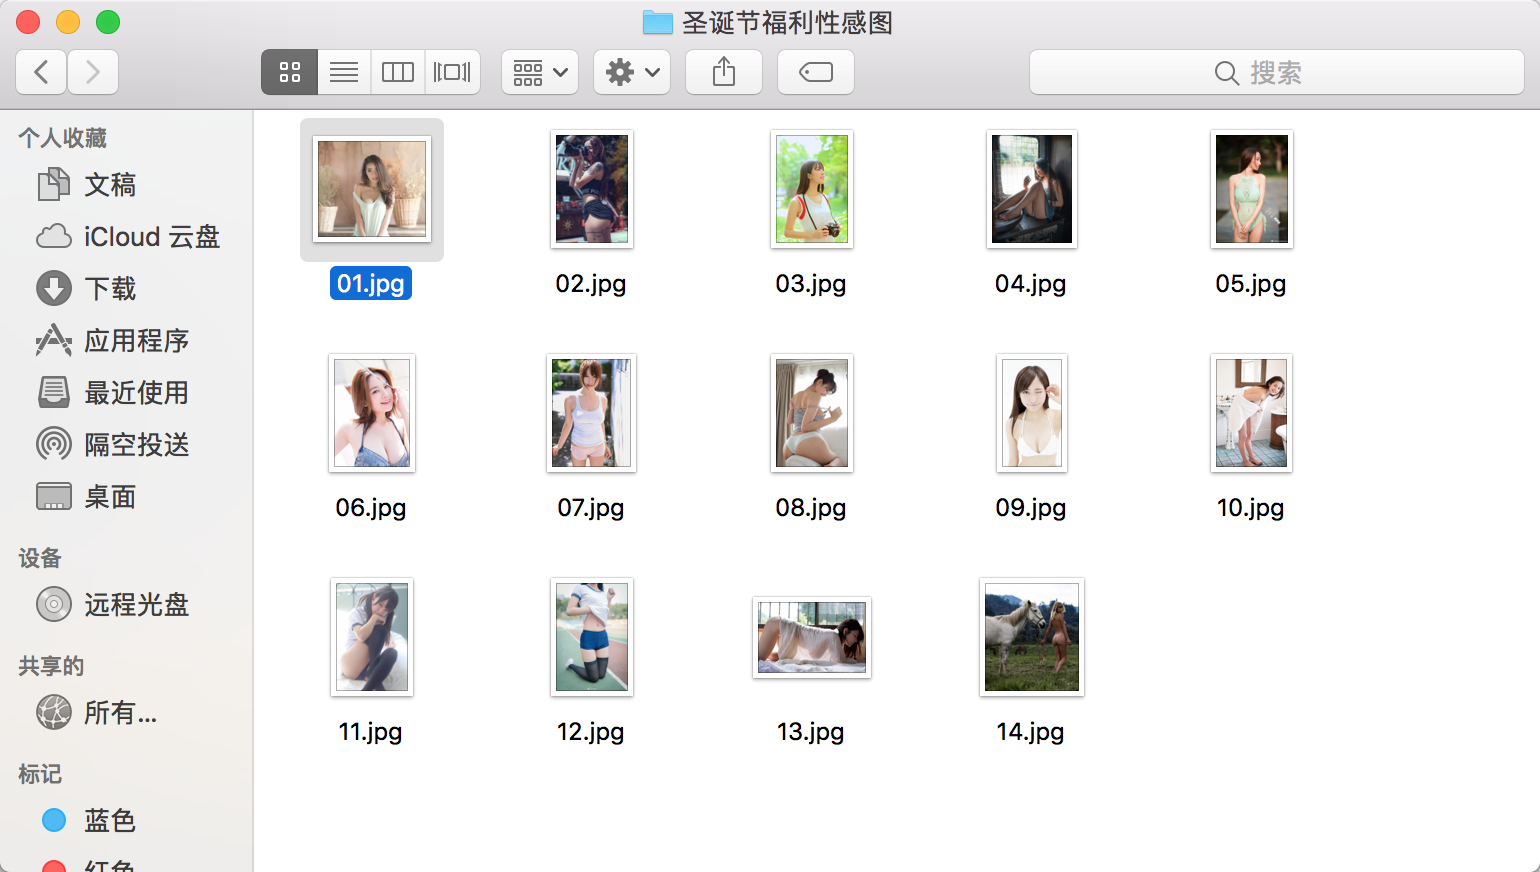 圣诞节福利性感图
搜索
个人收藏
文稿
iCloud 云盘
下载
应用程序
最近使用
隔空投送
桌面
设备
远程光盘
共享的
所有...
标记
蓝色
红色
01.jpg
02.jpg
03.jpg
04.jpg
05.jpg
06.jpg
07.jpg
08.jpg
09.jpg
10.jpg
11.jpg
12.jpg
13.jpg
14.jpg